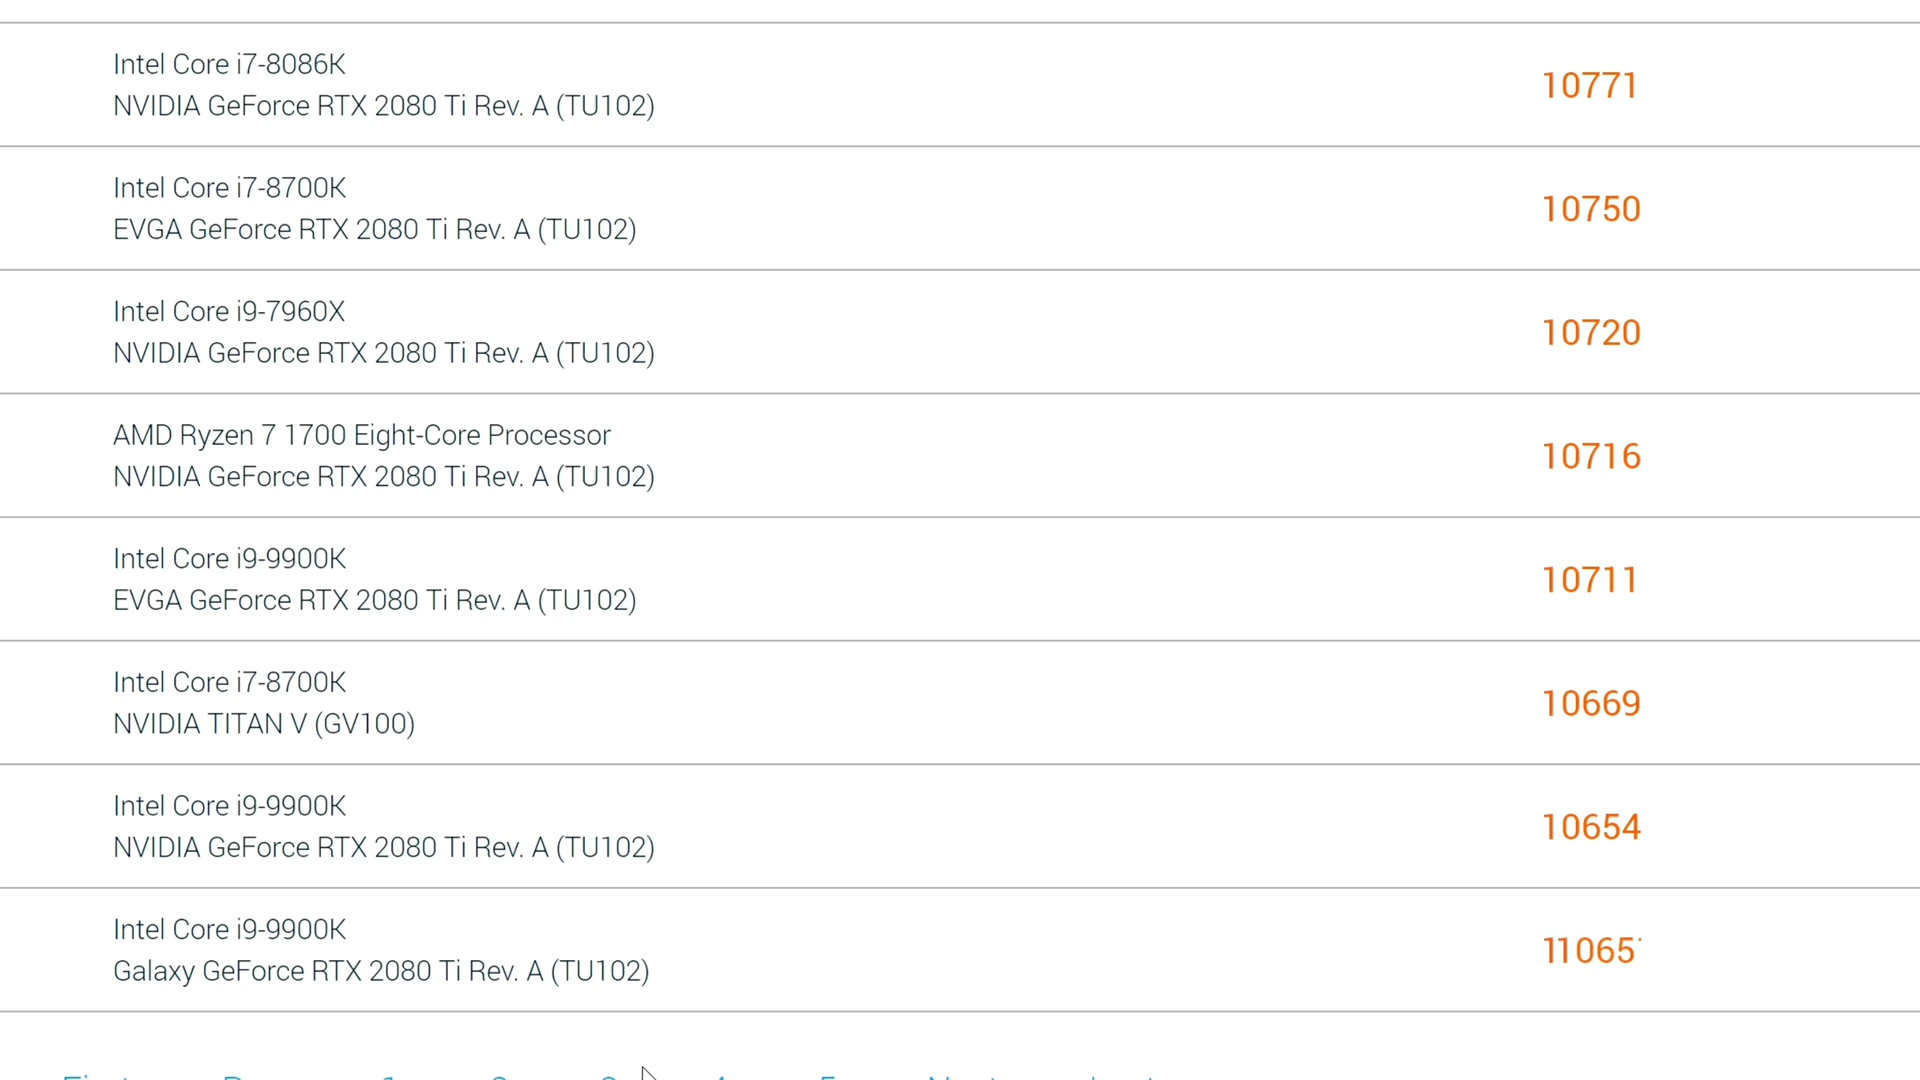 Intel Core i7-8086K
NVIDIA GeForce RTX 2080 Ti Rev. A (TU102)
10771
Intel Core i7-8700K
EVGA GeForce RTX 2080 Ti Rev. A (TU102)
10750
Intel Core i9-7960X
NVIDIA GeForce RTX 2080 Ti Rev. A (TU102)
10720
AMD Ryzen 7 1700 Eight-Core Processor
NVIDIA GeForce RTX 2080 Ti Rev. A (TU102)
10716
Intel Core i9-9900K
EVGA GeForce RTX 2080 Ti Rev. A (TU102)
10711
Intel Core i7-8700K
NVIDIA TITAN V (GV100)
10669
Intel Core i9-9900K
NVIDIA GeForce RTX 2080 Ti Rev. A (TU102)
10654
Intel Core i9-9900K
Galaxy GeForce RTX 2080 Ti Rev. A (TU102)